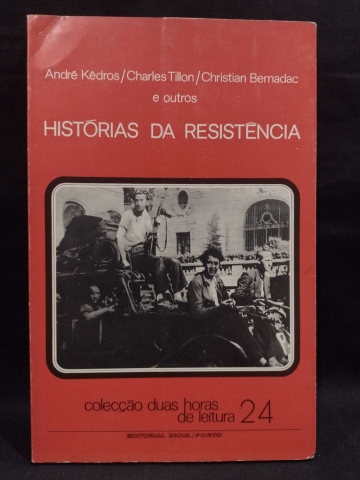 André Kédros/Charles Tillon/Christian Bernadac
e outros
HISTÓRIAS DA RESISTÊNCIA
colecção duas horas
de leitura 24
EDITORIAL INOVA/PORTO